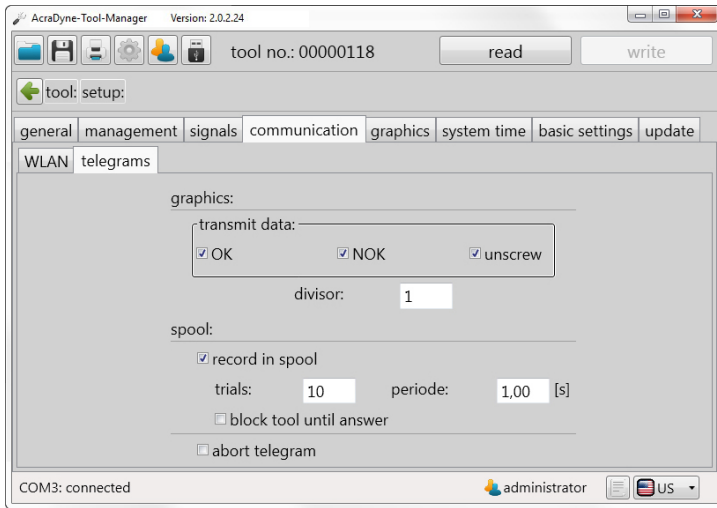 AcraDyne-Tool-Manager Version: 2.0.2.24
tool no.: 00000118 read write
tool: setup:
general management signals communication graphics system time basic settings update
WLAN telegrams
graphics:
transmit data:
OK NOK unscrew
divisor: 1
spool:
record in spool
trials: 10 periode: 1,00 [s]
block tool until answer
abort telegram
COM3: connected administrator US